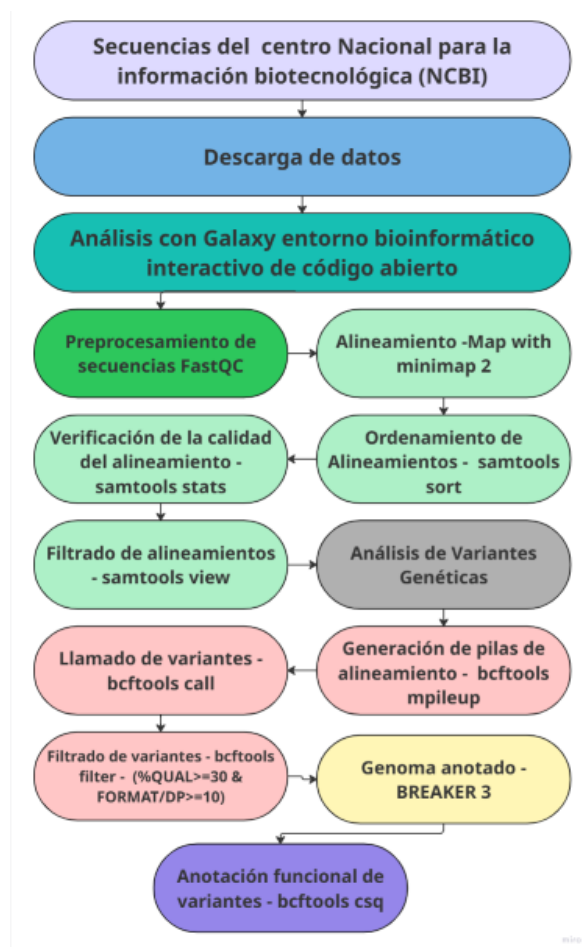 Secuencias del centro Nacional para la
información biotecnológica (NCBI)
Descarga de datos
Análisis con Galaxy entorno bioinformático
interactivo de código abierto
Preprocesamiento de
secuencias FastQC
Alineamiento -Map with
minimap 2
Verificación de la calidad
del alineamiento -
samtools stats
Ordenamiento de
Alineamientos - samtools
sort
Filtrado de alineamientos
- samtools view
Análisis de Variantes
Genéticas
Llamado de variantes -
bcftools call
Generación de pilas de
alineamiento - bcftools
mpileup
Filtrado de variantes - bcftools
filter - (%QUAL>=30 &
FORMAT/DP>=10)
Genoma anotado -
BREAKER 3
Anotación funcional de
variantes - bcftools csq
miro